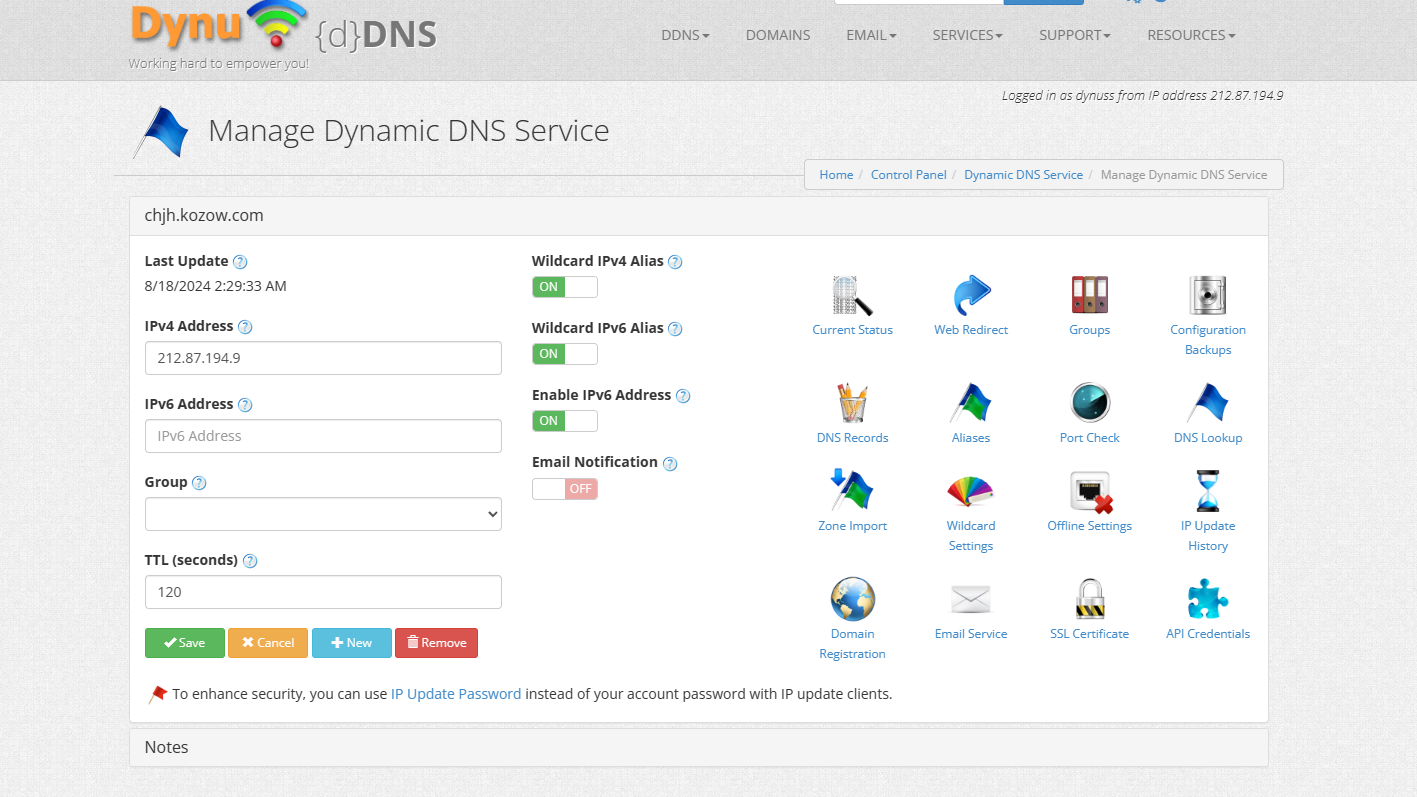 Dynu {d}DNS
Working hard to empower you!
DDNS DOMAINS EMAIL SERVICES SUPPORT RESOURCES
Logged in as dynuss from IP address 212.87.194.9
Manage Dynamic DNS Service
Home / Control Panel / Dynamic DNS Service / Manage Dynamic DNS Service
chjh.kozow.com
Last Update
8/18/2024 2:29:33 AM
IPv4 Address
212.87.194.9
IPv6 Address
IPv6 Address
Group
TTL (seconds)
120
Save Cancel New Remove
Wildcard IPv4 Alias
ON
Wildcard IPv6 Alias
ON
Enable IPv6 Address
ON
Email Notification
OFF
Current Status
Web Redirect
Groups
Configuration
Backups
DNS Records
Aliases
Port Check
DNS Lookup
Zone Import
Wildcard
Settings
Offline Settings
IP Update
History
Domain
Registration
Email Service
SSL Certificate
API Credentials
To enhance security, you can use IP Update Password instead of your account password with IP update clients.
Notes